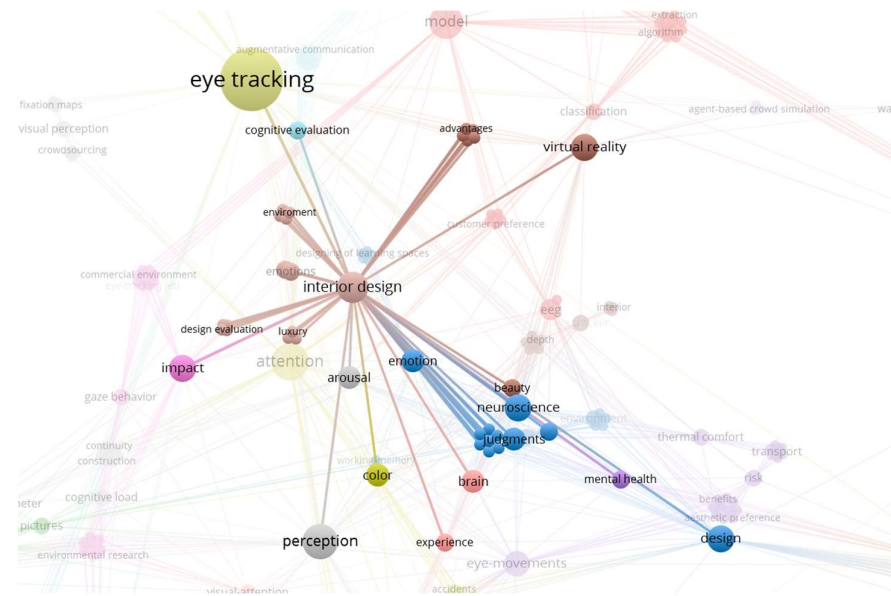 model
extraction
algorithm
augmentative communication
eye tracking
fixation maps
classification
agent-based crowd simulation
wa
visual perception
cognitive evaluation
advantages
crowdsourcing
virtual reality
enviroment
customer preference
designing of learning spaces
emotions
commercial environment
interior design
eeg
interior
design evaluation
luxury
depth
attention
emotion
impact
arousal
beauty
gaze behavior
neuroscience
environment
continuity
judgments
thermal comfort
construction
working memory
transport
color
brain
mental health
risk
cognitive load
benefits
meter
aesthetic preference
pictures
perception
experience
design
environmental research
eye-movements
visual-attention
accidents